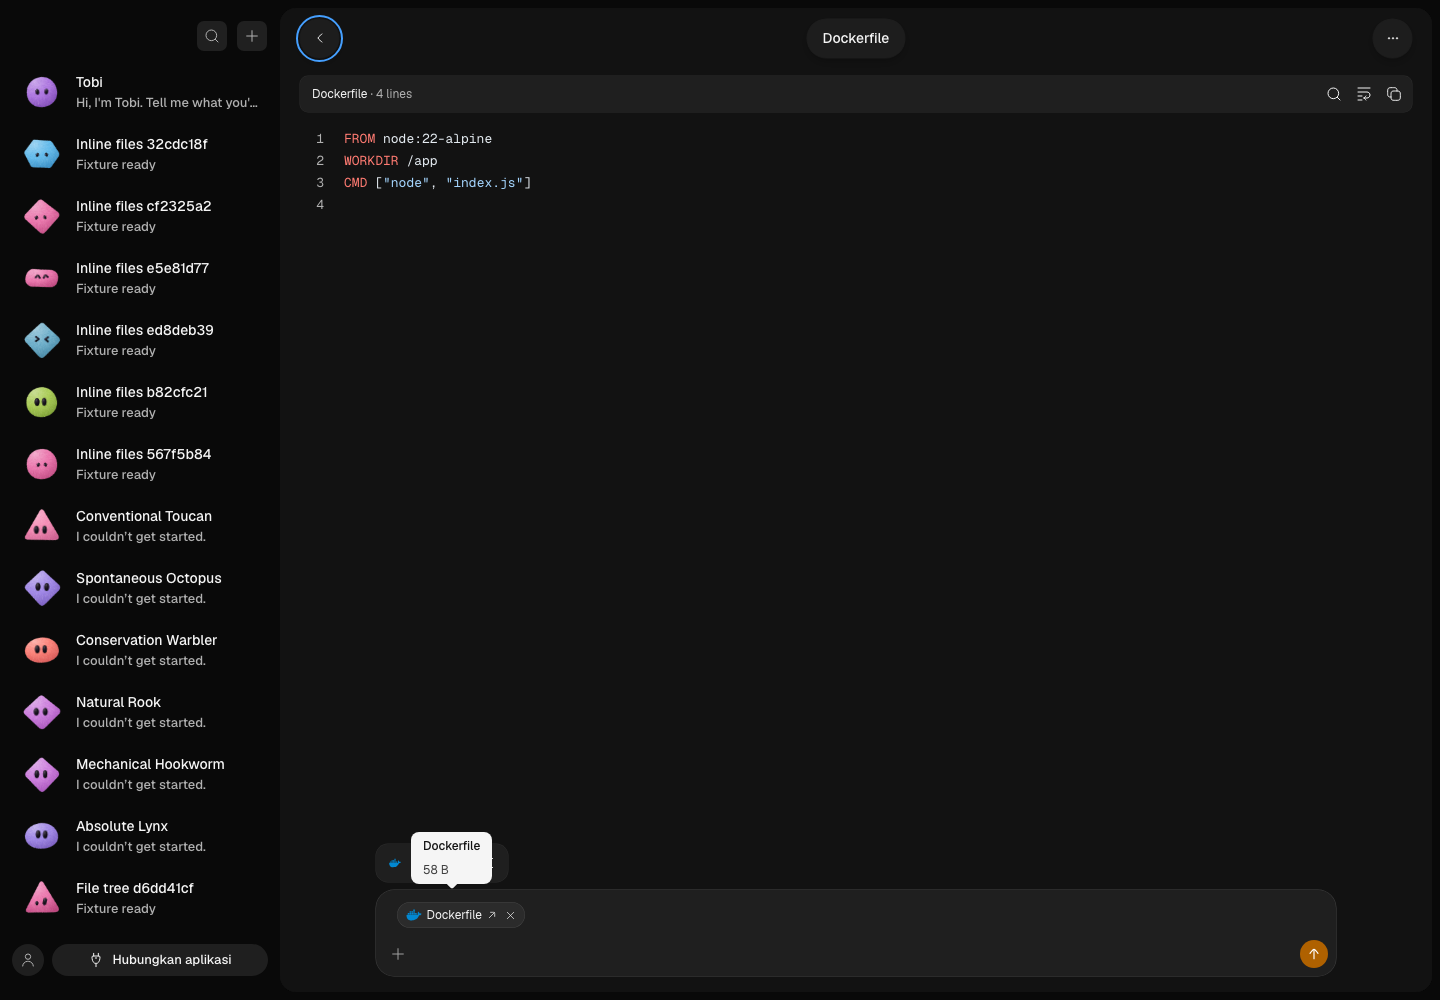 Tobi
Hi, I'm Tobi. Tell me what you'...
Inline files 32cdc18f
Fixture ready
Inline files cf2325a2
Fixture ready
Inline files e5e81d77
Fixture ready
Inline files ed8deb39
Fixture ready
Inline files b82cfc21
Fixture ready
Inline files 567f5b84
Fixture ready
Conventional Toucan
I couldn't get started.
Spontaneous Octopus
I couldn't get started.
Conservation Warbler
I couldn't get started.
Natural Rook
I couldn't get started.
Mechanical Hookworm
I couldn't get started.
Absolute Lynx
I couldn't get started.
File tree d6dd41cf
Fixture ready
Hubungkan aplikasi
Dockerfile
Dockerfile · 4 lines
1 FROM node:22-alpine
2 WORKDIR /app
3 CMD ["node", "index.js"]
4
Dockerfile
58 B
Dockerfile